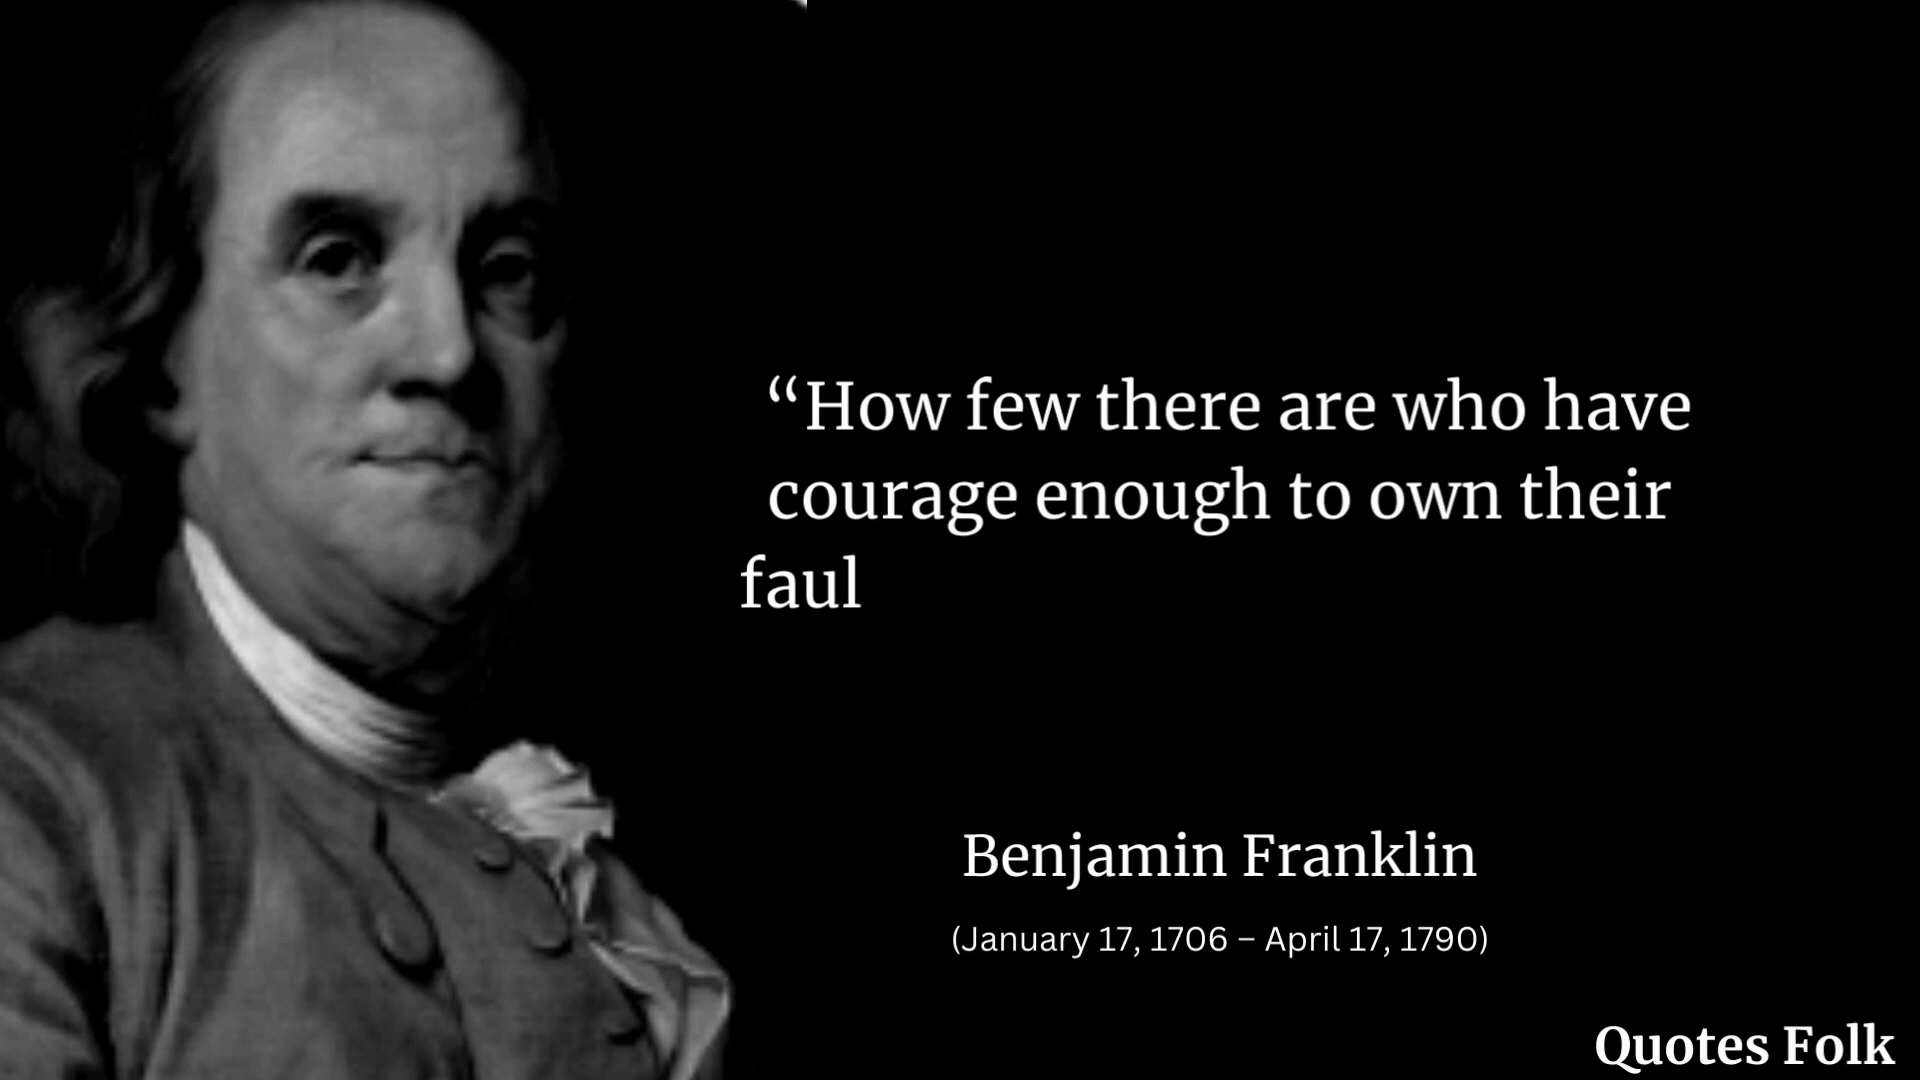 “How few there are who have
courage enough to own their
faul
Benjamin Franklin
(January 17, 1706 – April 17, 1790)
Quotes Folk